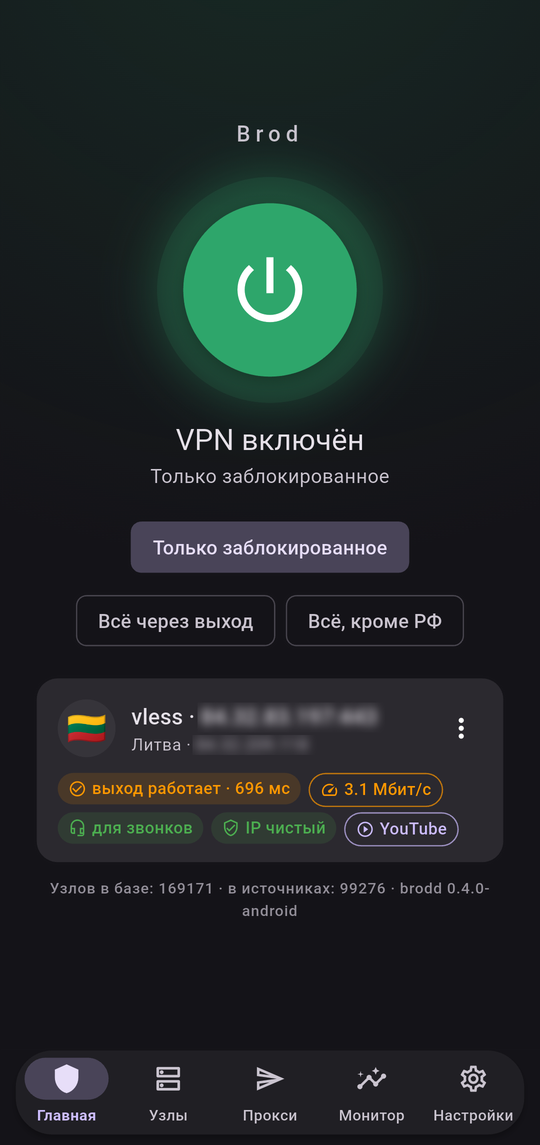 Brod
VPN включён
Только заблокированное
Только заблокированное
Всё через выход
Всё, кроме РФ
vless ·
Литва ·
выход работает · 696 мс
3.1 Мбит/с
для звонков
IP чистый
YouTube
Узлов в базе: 169171 · в источниках: 99276 · brodd 0.4.0-
android
Главная
Узлы
Прокси
Монитор
Настройки